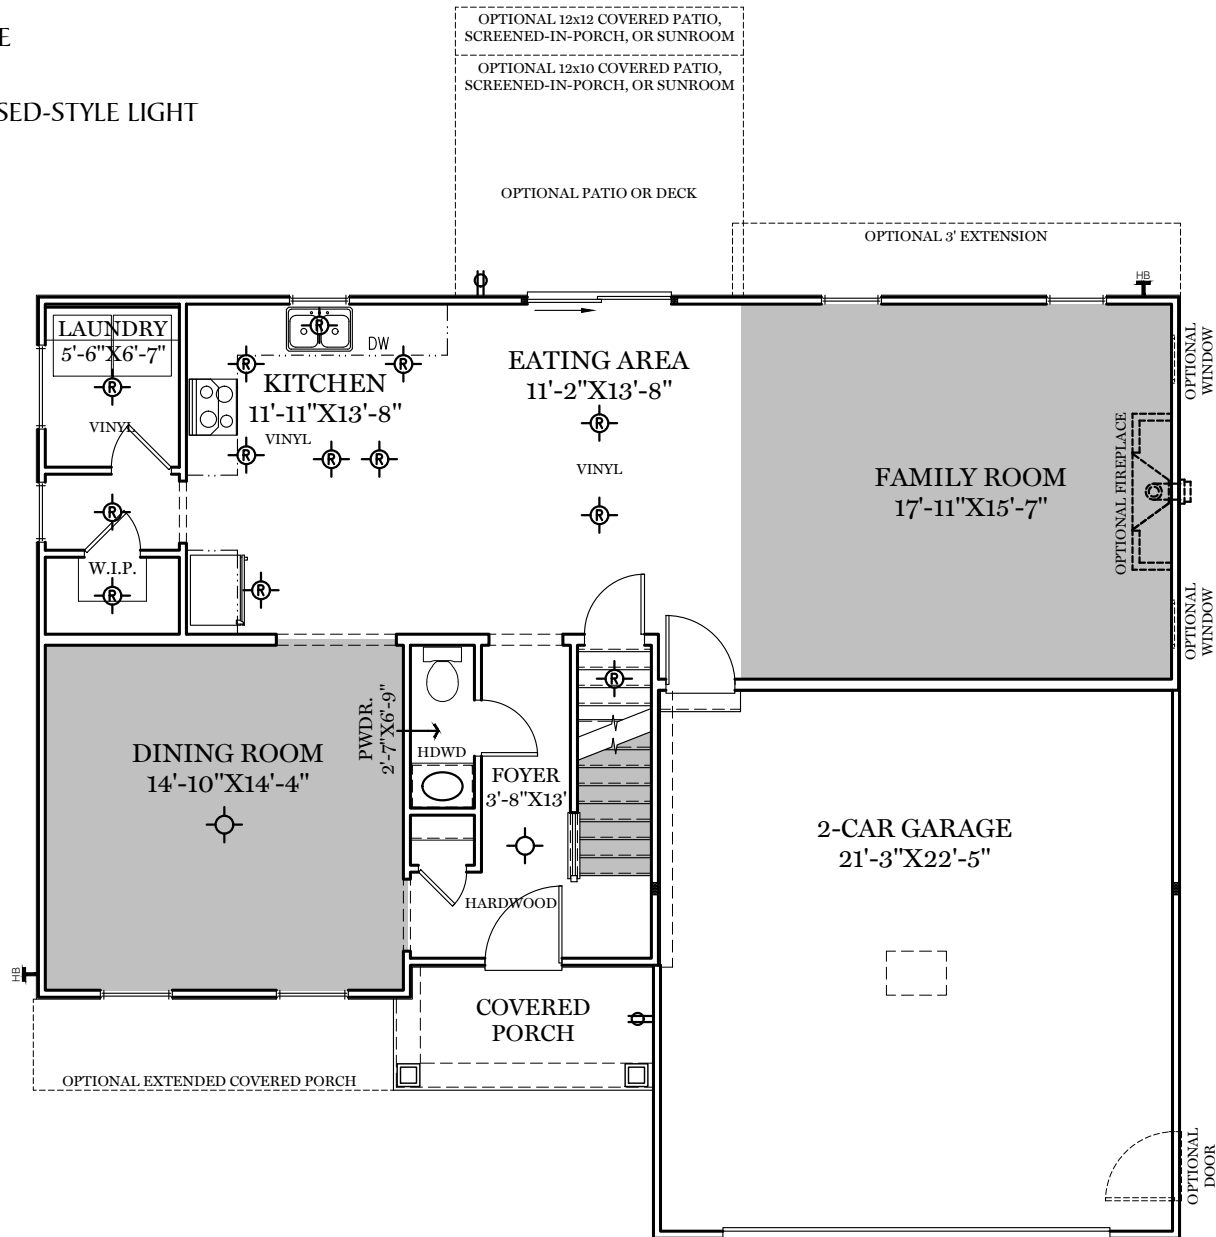 OPTIONAL 12x12 COVERED PATIO,
SCREENED-IN-PORCH, OR SUNROOM
E
OPTIONAL 12x10 COVERED PATIO,
SCREENED-IN-PORCH, OR SUNROOM
SED-STYLE LIGHT
OPTIONAL PATIO OR DECK
OPTIONAL 3' EXTENSION
HB
LAUNDRY
5'-6"X6'-7"
R
VINYL
R
DW
R
R
KITCHEN
11'-11"X13'-8"
VINYL
R
R
R
EATING AREA
11'-2"X13'-8"
R
VINYL
R
OPTIONAL
WINDOW
FAMILY ROOM
17'-11"X15'-7"
OPTIONAL FIREPLACE
R
W.I.P.
R
R
OPTIONAL
WINDOW
R
DINING ROOM
14'-10"X14'-4"
PWDR.
2'-7"X6'-9"
HDWD
FOYER
3'-8"X13'
HARDWOOD
2-CAR GARAGE
21'-3"X22'-5"
HB
COVERED
PORCH
OPTIONAL EXTENDED COVERED PORCH
OPTIONAL
DOOR